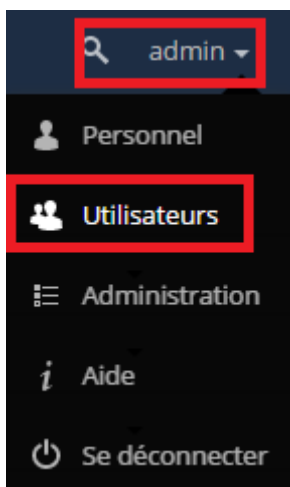 admin
Personnel
Utilisateurs
Administration
Aide
Se déconnecter